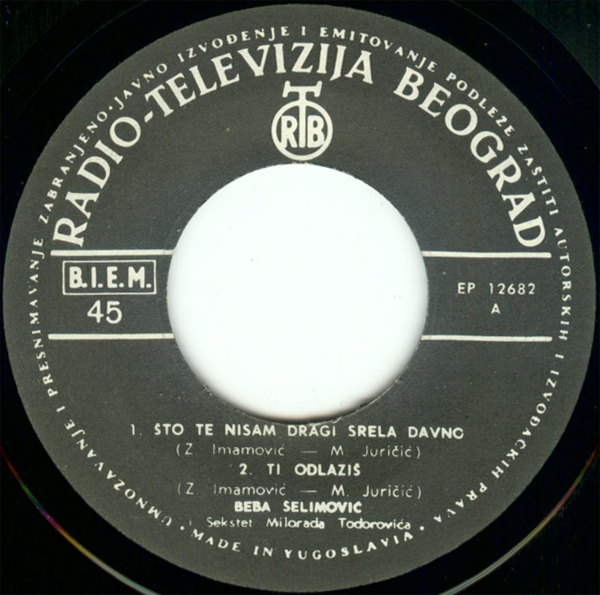 UMNOŽAVANJE I PRESNIMAVANJE ZABRANJENO · JAVNO IZVOĐENJE I EMITOVANJE PODLEŽE ZAŠTITI AUTORSKIH I IZVOĐAČKIH PRAVA ·
RADIO-TELEVIZIJA BEOGRAD
RTB
B.I.E.M.
45
EP 12682
A
1. ŠTO TE NISAM DRAGI SRELA DAVNO
(Z. Imamović — M. Juričić)
2. TI ODLAZIŠ
(Z. Imamović — M. Juričić)
BEBA SELIMOVIĆ
Sekstet Milorada Todorovića
· MADE IN YUGOSLAVIA ·